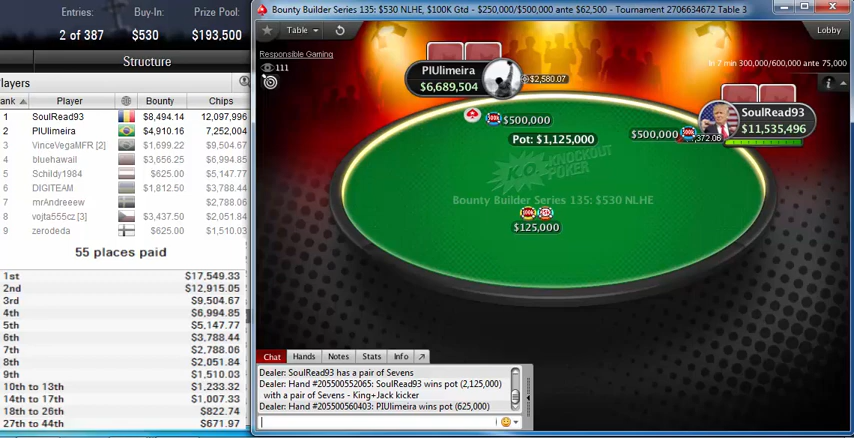 Entries: Buy-In: Prize Pool:
2 of 387 $530 $193,500
Structure
layers
ank Player Bounty Chips
1 SoulRead93 $8,494.14 12,097,996
2 PIUlimeira $4,910.16 7,252,004
3 VinceVegaMFR [2] $1,699.22 $9,504.67
4 bluehawaii $3,656.25 $6,994.85
5 Schildy1984 $625.00 $5,147.77
6 DIGITEAM $1,812.50 $3,788.44
7 mrAndreeew $2,788.06
8 vojta555cz [3] $3,437.50 $2,051.84
9 zerodeda $625.00 $1,510.03
55 places paid
1st $17,549.33
2nd $12,915.05
3rd $9,504.67
4th $6,994.85
5th $5,147.77
6th $3,788.44
7th $2,788.06
8th $2,051.84
9th $1,510.03
10th to 13th $1,233.32
14th to 17th $1,007.33
18th to 26th $822.74
27th to 44th $671.97
Bounty Builder Series 135: $530 NLHE, $100K Gtd - $250,000/$500,000 ante $62,500 - Tournament 2706634672 Table 3
Table
Lobby
Responsible Gaming
111
In 7 min 300,000/600,000 ante 75,000
PIUlimeira
$6,689,504
$2,580.07
$500,000
Pot: $1,125,000
SoulRead93
$11,535,496
$500,000
372.06
K.O. KNOCKOUT POKER
Bounty Builder Series 135: $530 NLHE
100K
$125,000
Chat Hands Notes Stats Info
Dealer: SoulRead93 has a pair of Sevens
Dealer: Hand #205500552065: SoulRead93 wins pot (2,125,000)
with a pair of Sevens - King+Jack kicker
Dealer: Hand #205500560403: PIUlimeira wins pot (625,000)